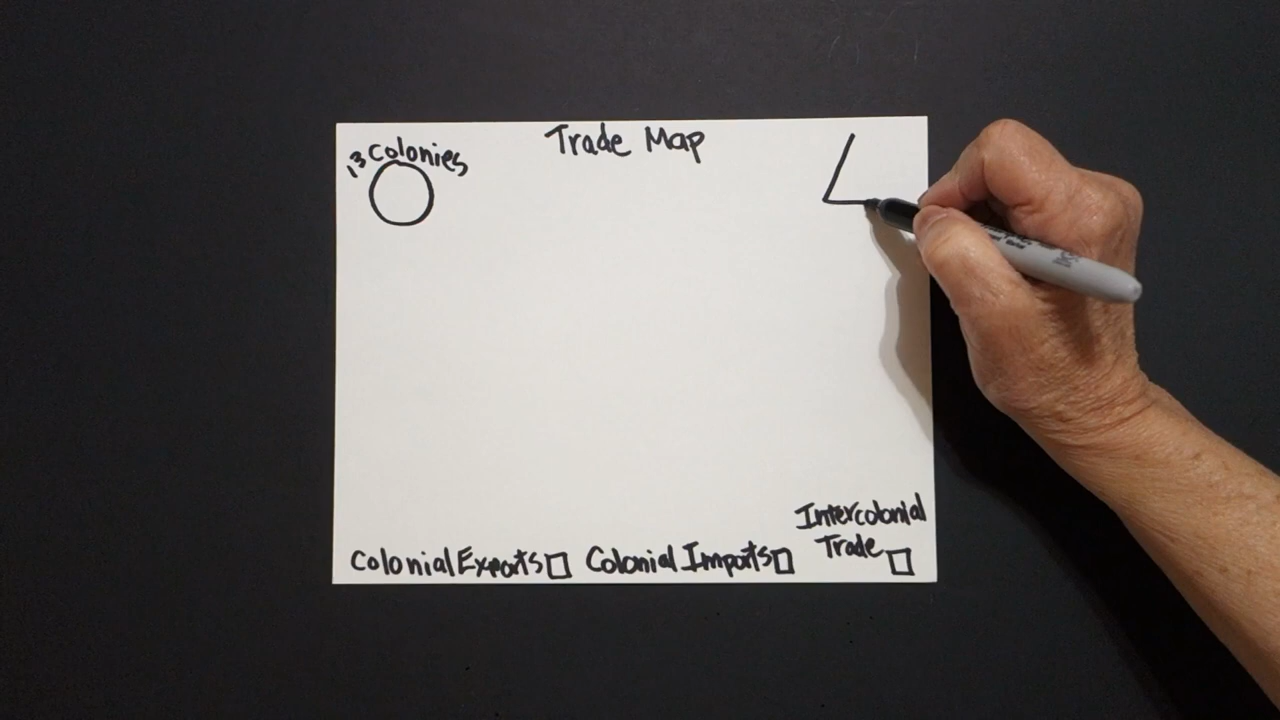 Trade Map
13 Colonies
Intercolonial
Trade
Colonial Exports
Colonial Imports